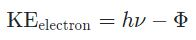 KE_electron = hν − Φ